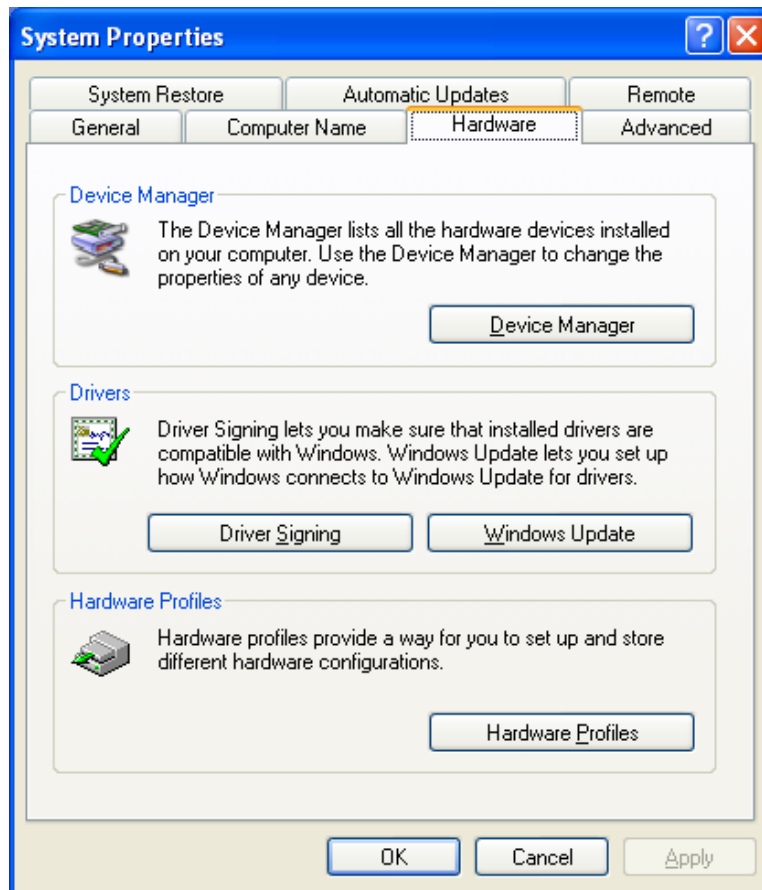 System Properties
System Restore
Automatic Updates
Remote
General
Computer Name
Hardware
Advanced
Device Manager
The Device Manager lists all the hardware devices installed
on your computer. Use the Device Manager to change the
properties of any device.
Device Manager
Drivers
Driver Signing lets you make sure that installed drivers are
compatible with Windows. Windows Update lets you set up
how Windows connects to Windows Update for drivers.
Driver Signing
Windows Update
Hardware Profiles
Hardware profiles provide a way for you to set up and store
different hardware configurations.
Hardware Profiles
OK
Cancel
Apply